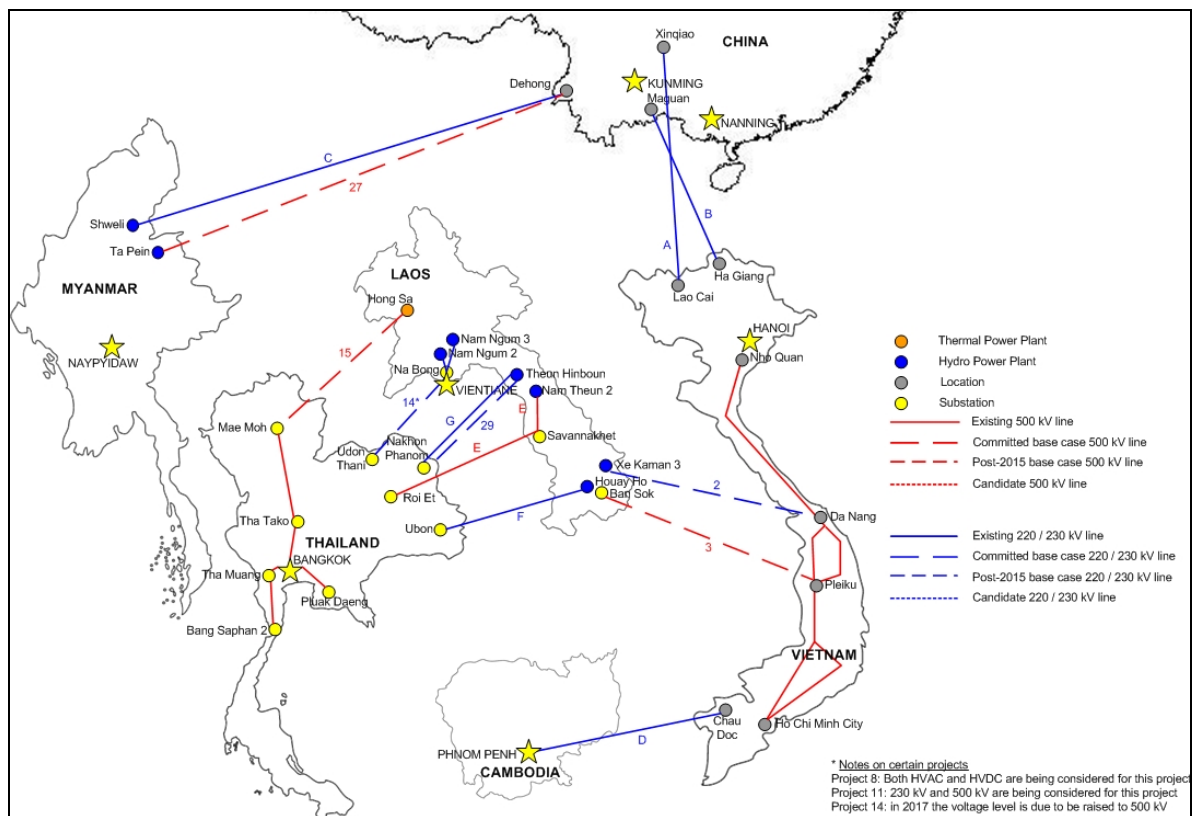 Xinqiao
CHINA
Dehong
KUNMING
Maguan
NANNING
C
27
B
A
Shweli
Ta Pein
Ha Giang
Lao Cai
LAOS
MYANMAR
Hong Sa
HANOI
Nho Quan
NAYPYIDAW
15
Nam Ngum 3
Nam Ngum 2
Na Bong
VIENTIANE
Theun Hinboun
Nam Theun 2
14*
G
E
29
E
Mae Moh
Udon
Thani
Nakhon
Phanom
Savannakhet
Xe Kaman 3
Houay Ho
Ban Sok
2
Roi Et
Ubon
F
Da Nang
Tha Tako
THAILAND
BANGKOK
3
Tha Muang
Pluak Daeng
Pleiku
Bang Saphan 2
VIETNAM
Chau
Doc
Ho Chi Minh City
D
PHNOM PENH
CAMBODIA
Thermal Power Plant
Hydro Power Plant
Location
Substation
Existing 500 kV line
Committed base case 500 kV line
Post-2015 base case 500 kV line
Candidate 500 kV line
Existing 220 / 230 kV line
Committed base case 220 / 230 kV line
Post-2015 base case 220 / 230 kV line
Candidate 220 / 230 kV line
* Notes on certain projects
Project 8: Both HVAC and HVDC are being considered for this project
Project 11: 230 kV and 500 kV are being considered for this project
Project 14: in 2017 the voltage level is due to be raised to 500 kV